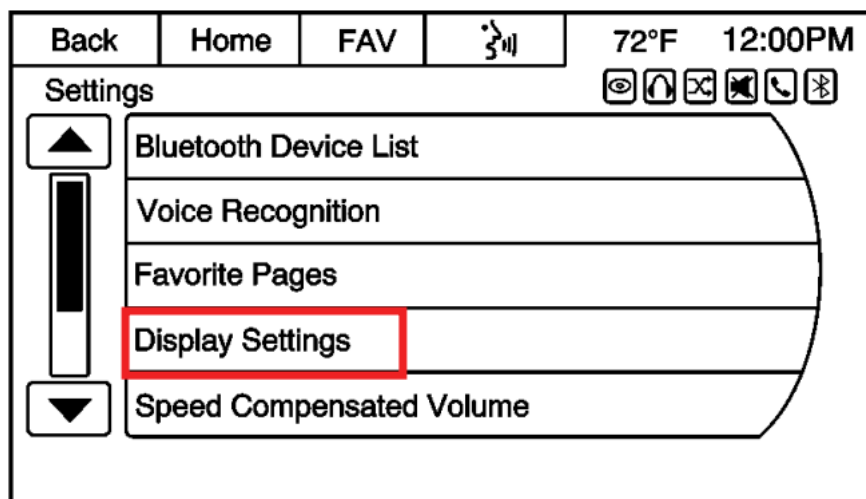 Back Home FAV 72°F 12:00PM
Settings
Bluetooth Device List
Voice Recognition
Favorite Pages
Display Settings
Speed Compensated Volume